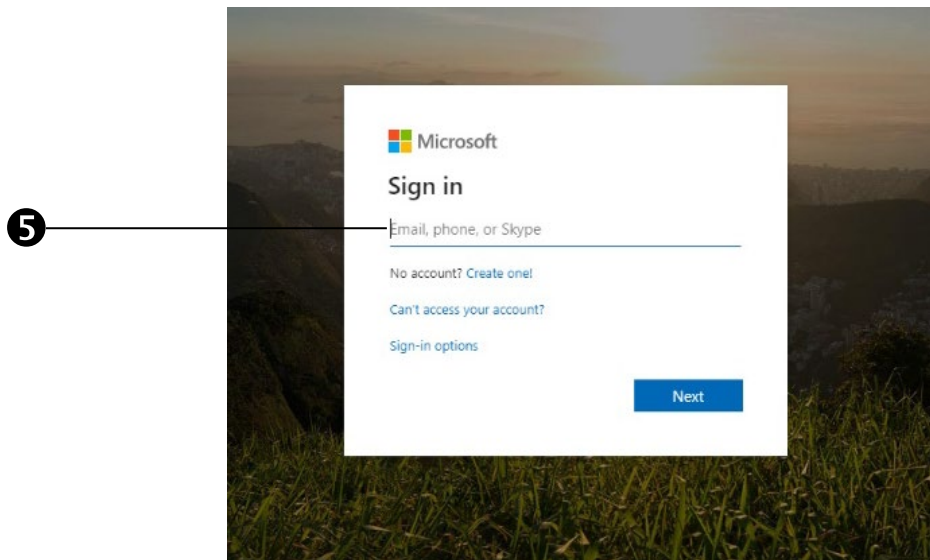 Microsoft
Sign in
❺
Email, phone, or Skype
No account? Create one!
Can't access your account?
Sign-in options
Next